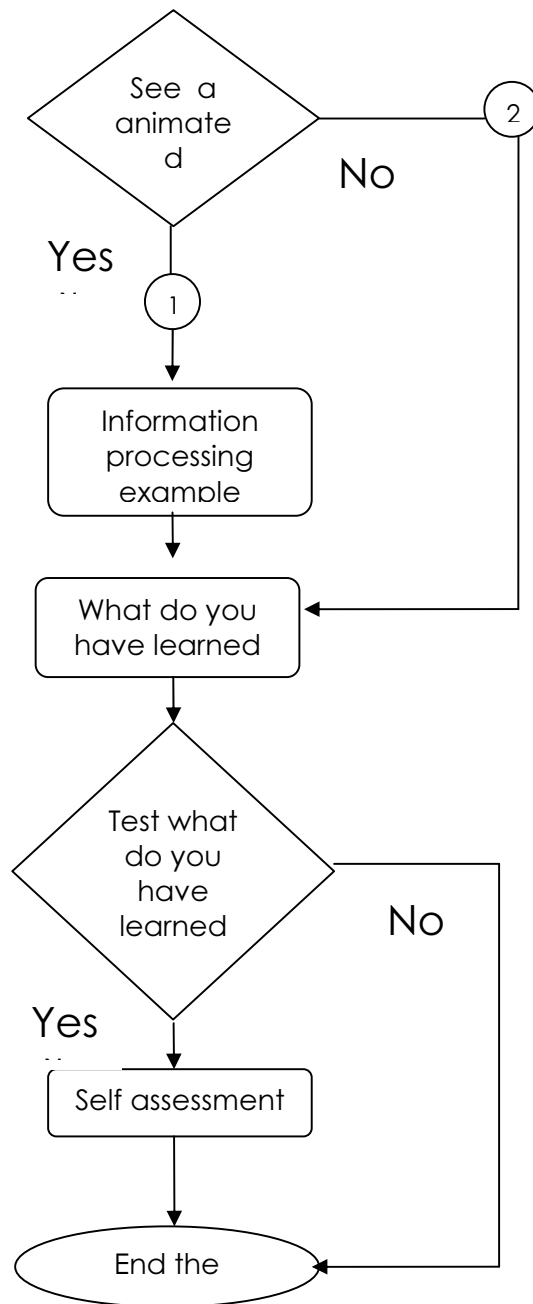 See a
animate
d
2
No
Yes
1
Information
processing
example
What do you
have learned
Test what
do you
have
learned
No
Yes
Self assessment
End the